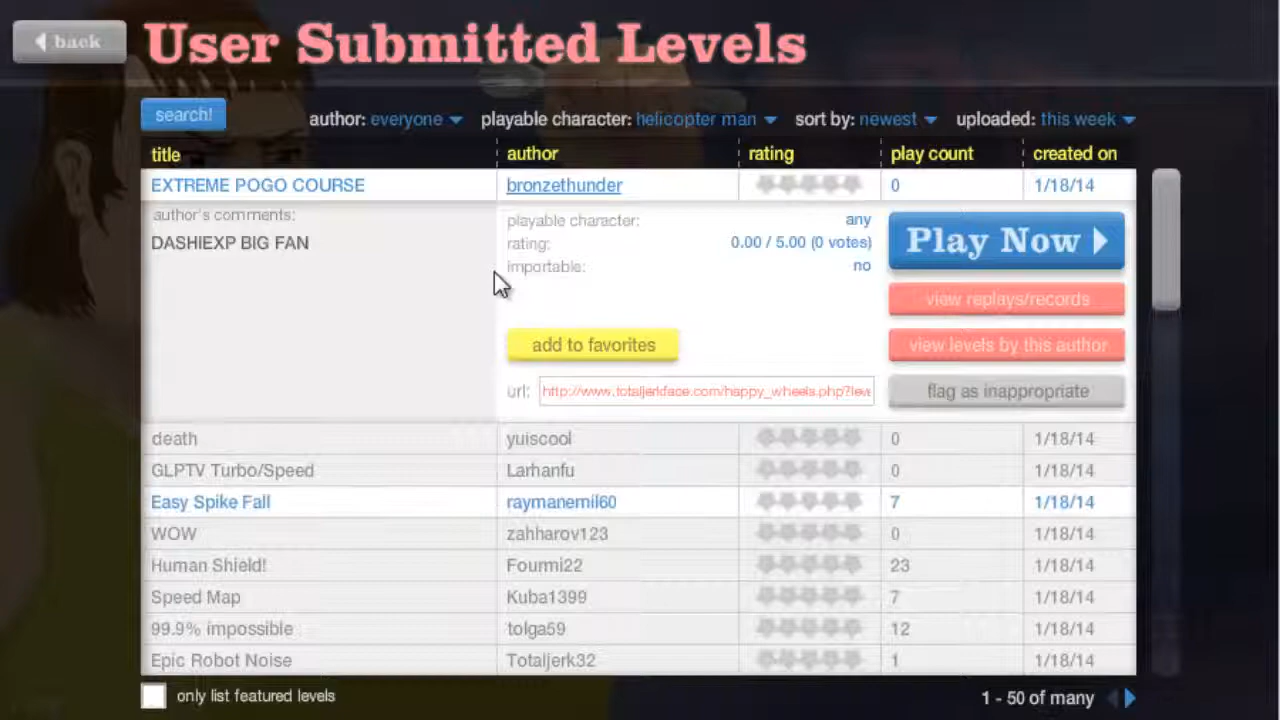 back
User Submitted Levels
search!
author: everyone playable character: helicopter man sort by: newest uploaded: this week
title author rating play count created on
EXTREME POGO COURSE bronzethunder 0 1/18/14
author's comments:
DASHIEXP BIG FAN
playable character: any
rating: 0.00 / 5.00 (0 votes)
importable: no
add to favorites
url: http://www.totaljerkface.com/happy_wheels.php?lev
Play Now
view replays/records
view levels by this author
flag as inappropriate
death yuiscool 0 1/18/14
GLPTV Turbo/Speed Larhanfu 0 1/18/14
Easy Spike Fall raymanemil60 7 1/18/14
WOW zahharov123 0 1/18/14
Human Shield! Fourmi22 23 1/18/14
Speed Map Kuba1399 7 1/18/14
99.9% impossible tolga59 12 1/18/14
Epic Robot Noise Totaljerk32 1 1/18/14
only list featured levels
1 - 50 of many